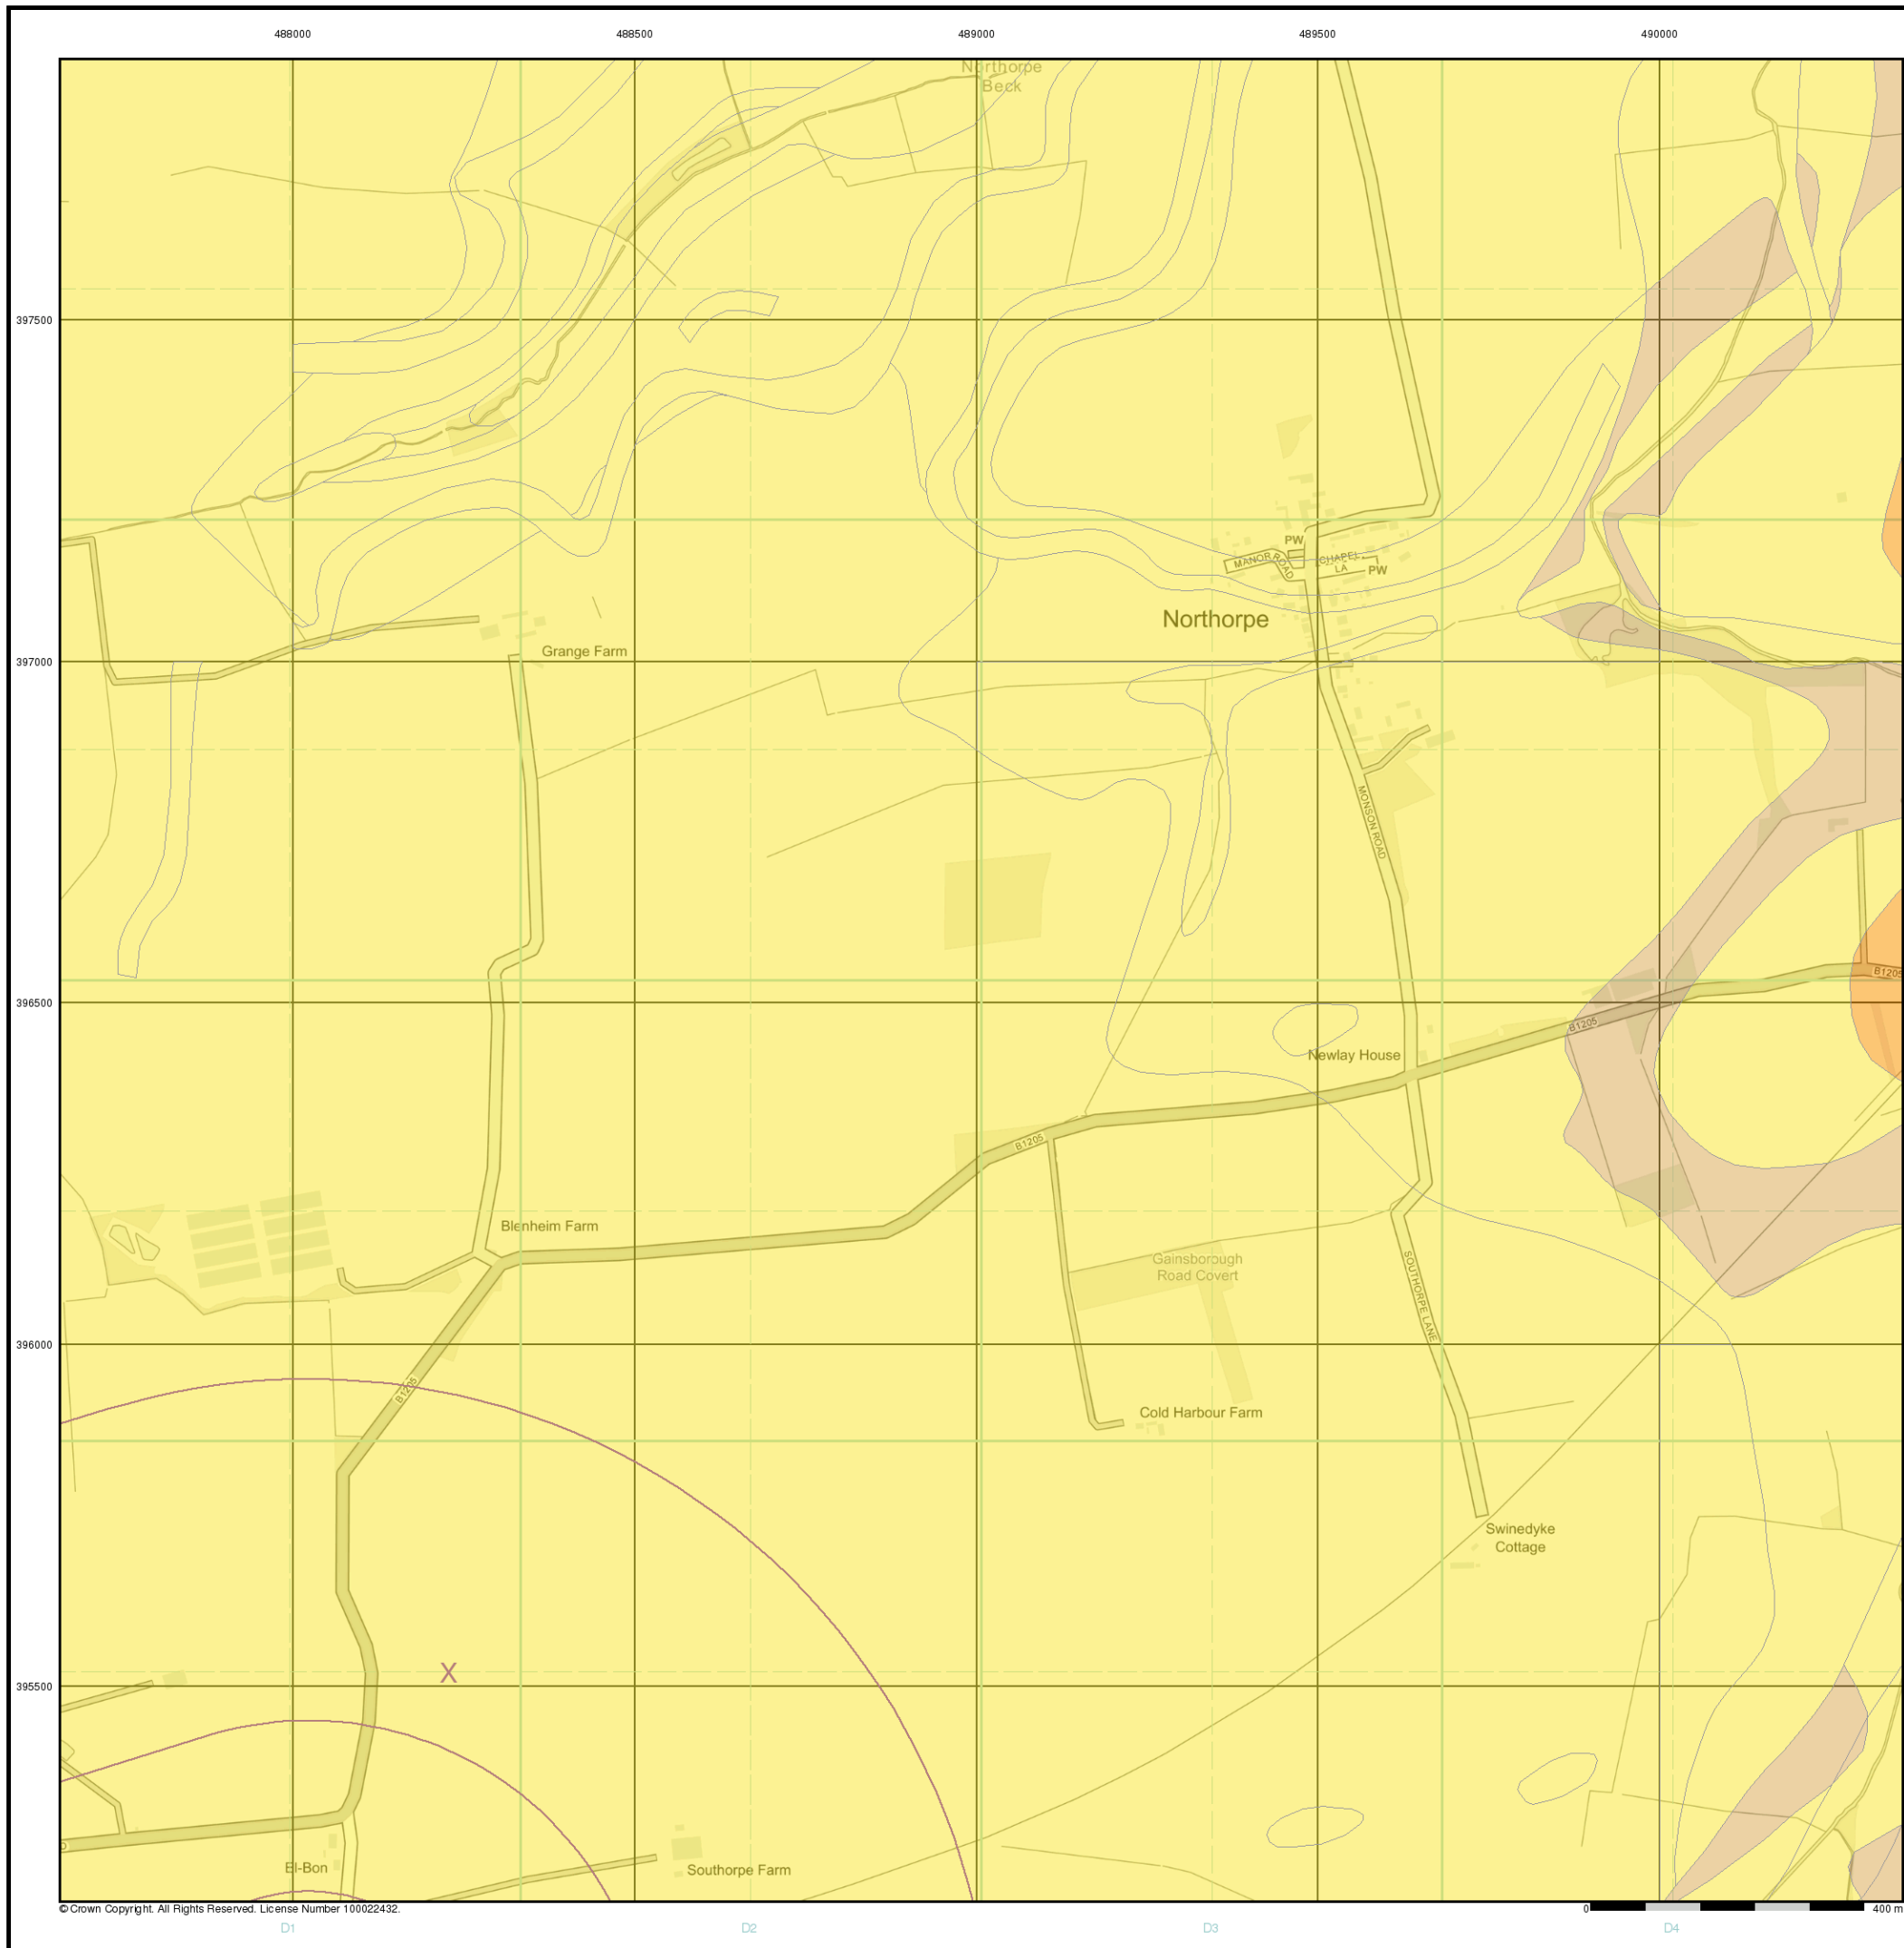 488000 488500 489000 489500 490000
Northorpe
Beck
397500
PW
MANOR ROAD
CHAPEL
LA
PW
Northorpe
Grange Farm
397000
MONSON ROAD
B1205
396500
B1205
Newlay House
B1205
Blenheim Farm
Gainsborough
Road Covert
SOUTHORPE LANE
396000
B1205
Cold Harbour Farm
Swinedyke
Cottage
X
395500
El-Bon
Southorpe Farm
© Crown Copyright. All Rights Reserved. License Number 100022432.
0 400 m
D1 D2 D3 D4